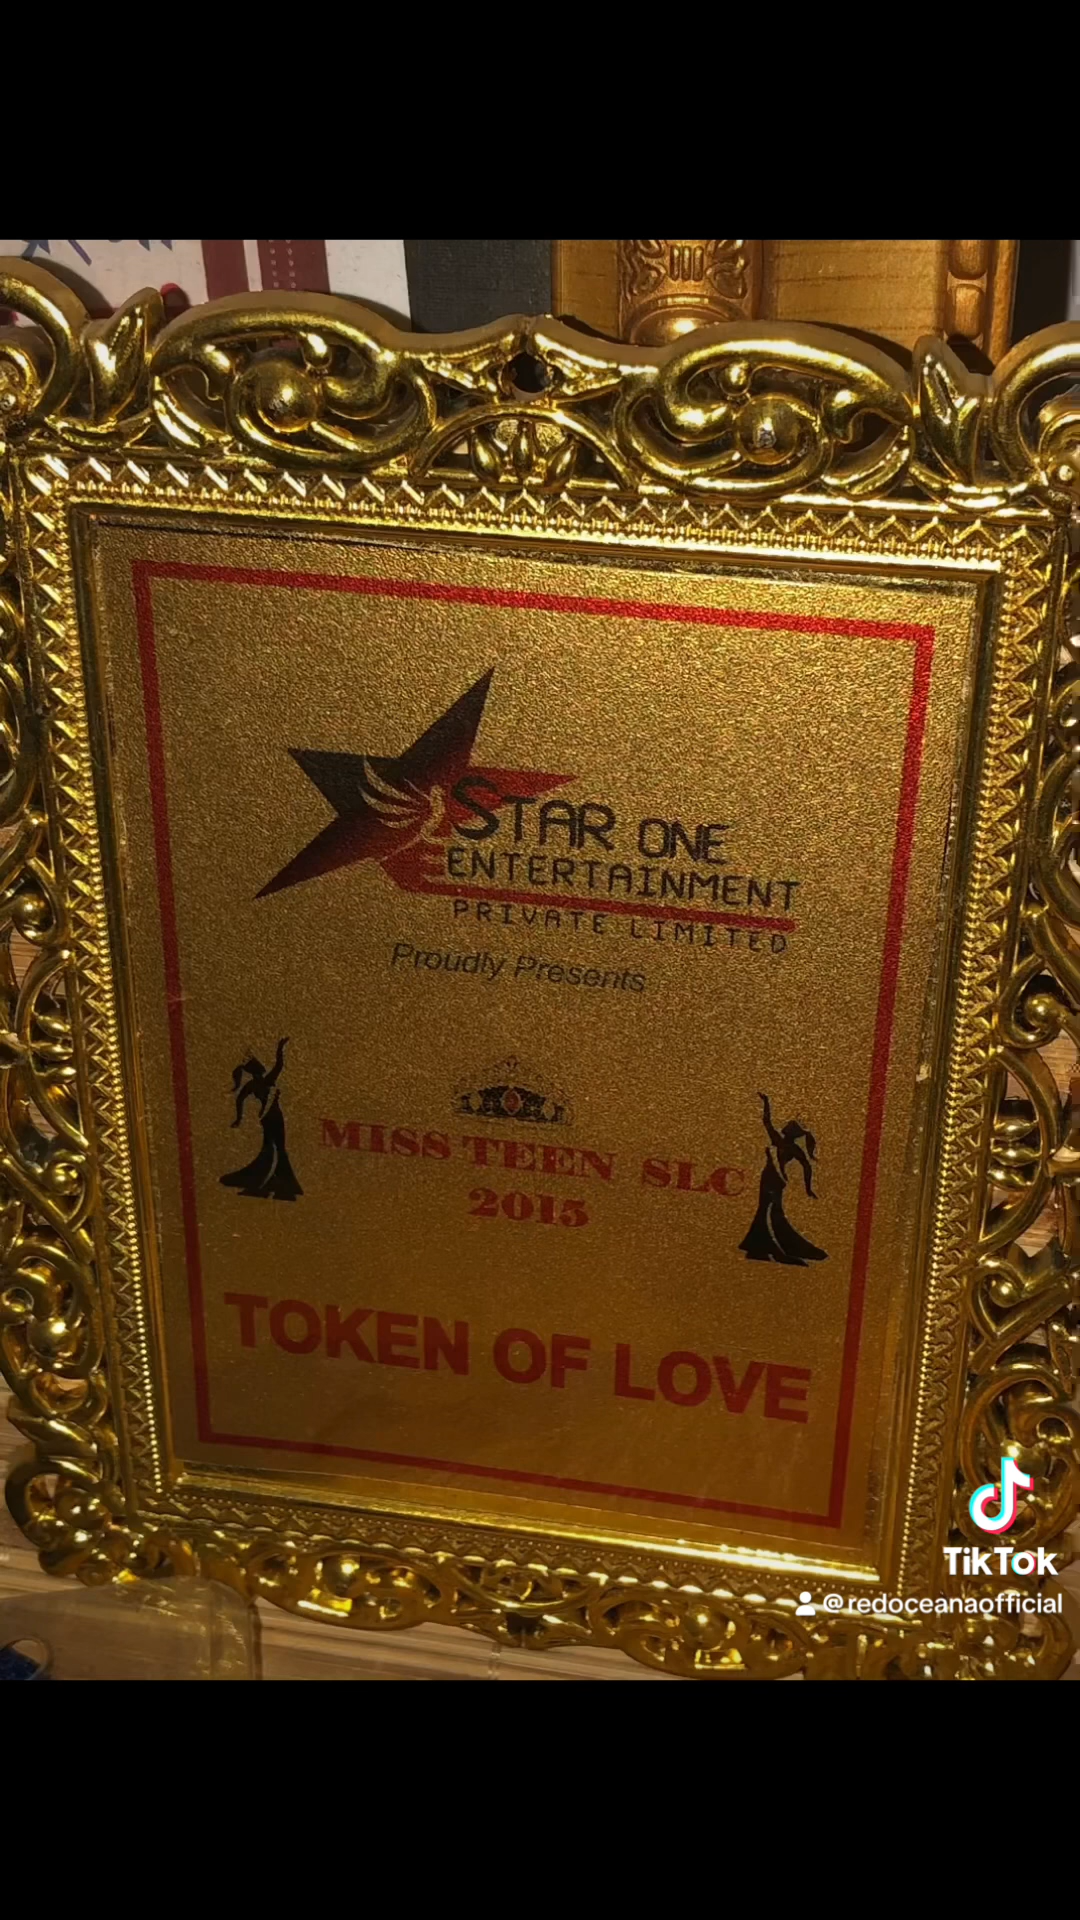 STAR ONE
ENTERTAINMENT
PRIVATE LIMITED
Proudly Presents
MISS TEEN SLC
2015
TOKEN OF LOVE
TikTok
@redoceanaofficial